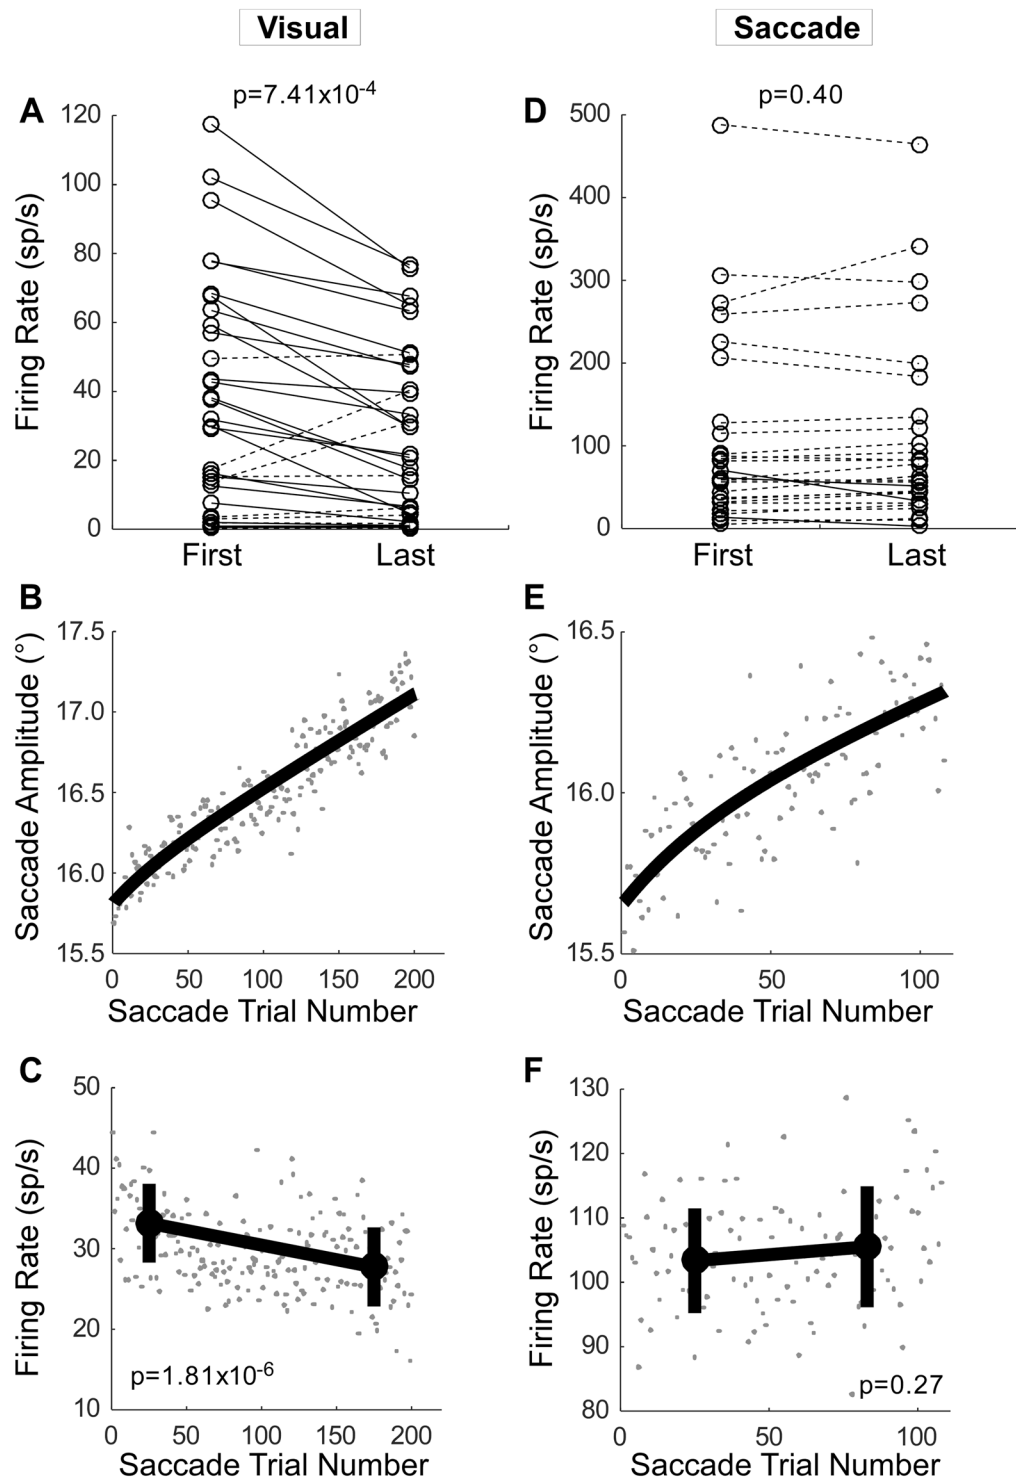 Visual
Saccade
A
p=7.41x10-4
120
100
80
60
40
20
0
Firing Rate (sp/s)
First
Last
D
p=0.40
500
400
300
200
100
0
Firing Rate (sp/s)
First
Last
B
17.5
17.0
16.5
16.0
15.5
Saccade Amplitude (°)
0 50 100 150 200
Saccade Trial Number
E
16.5
16.0
15.5
Saccade Amplitude (°)
0 50 100
Saccade Trial Number
C
50
40
30
20
10
Firing Rate (sp/s)
p=1.81x10-6
0 50 100 150 200
Saccade Trial Number
F
130
120
110
100
90
80
Firing Rate (sp/s)
p=0.27
0 50 100
Saccade Trial Number